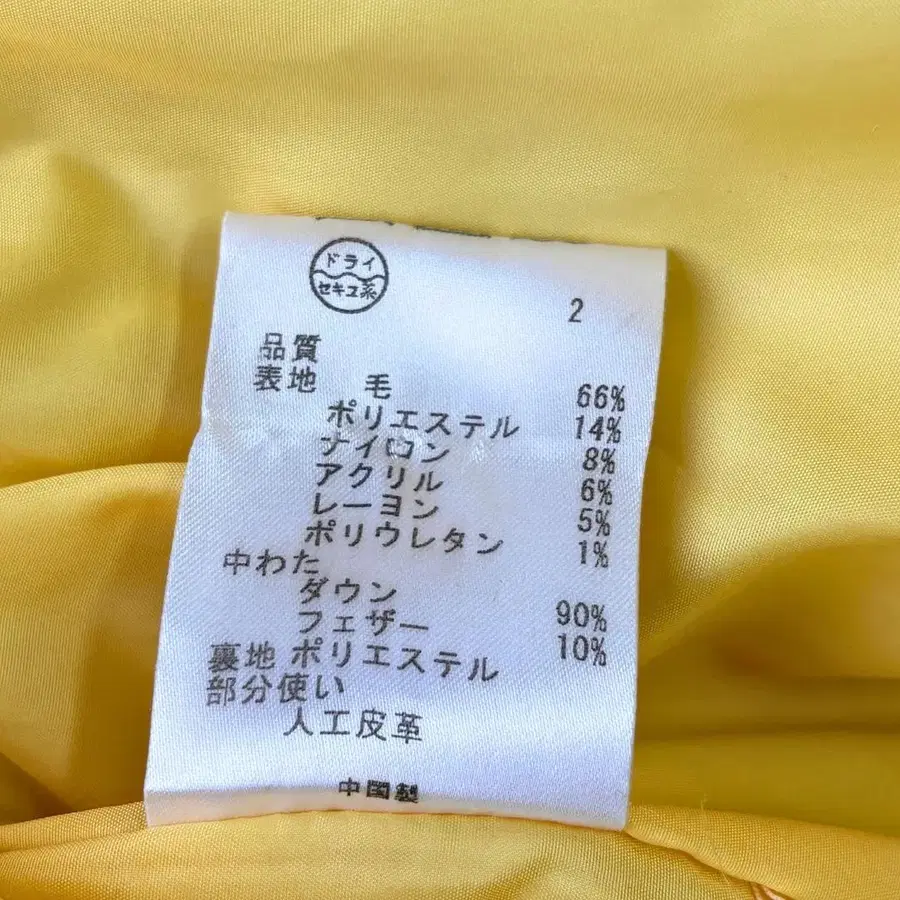 ドライ
セキユ系
2
品質
表地 毛 66%
ポリエステル 14%
ナイロン 8%
アクリル 6%
レーヨン 5%
ポリウレタン 1%
中わた
ダウン 90%
フェザー 10%
裏地 ポリエステル
部分使い
人工皮革
中国製